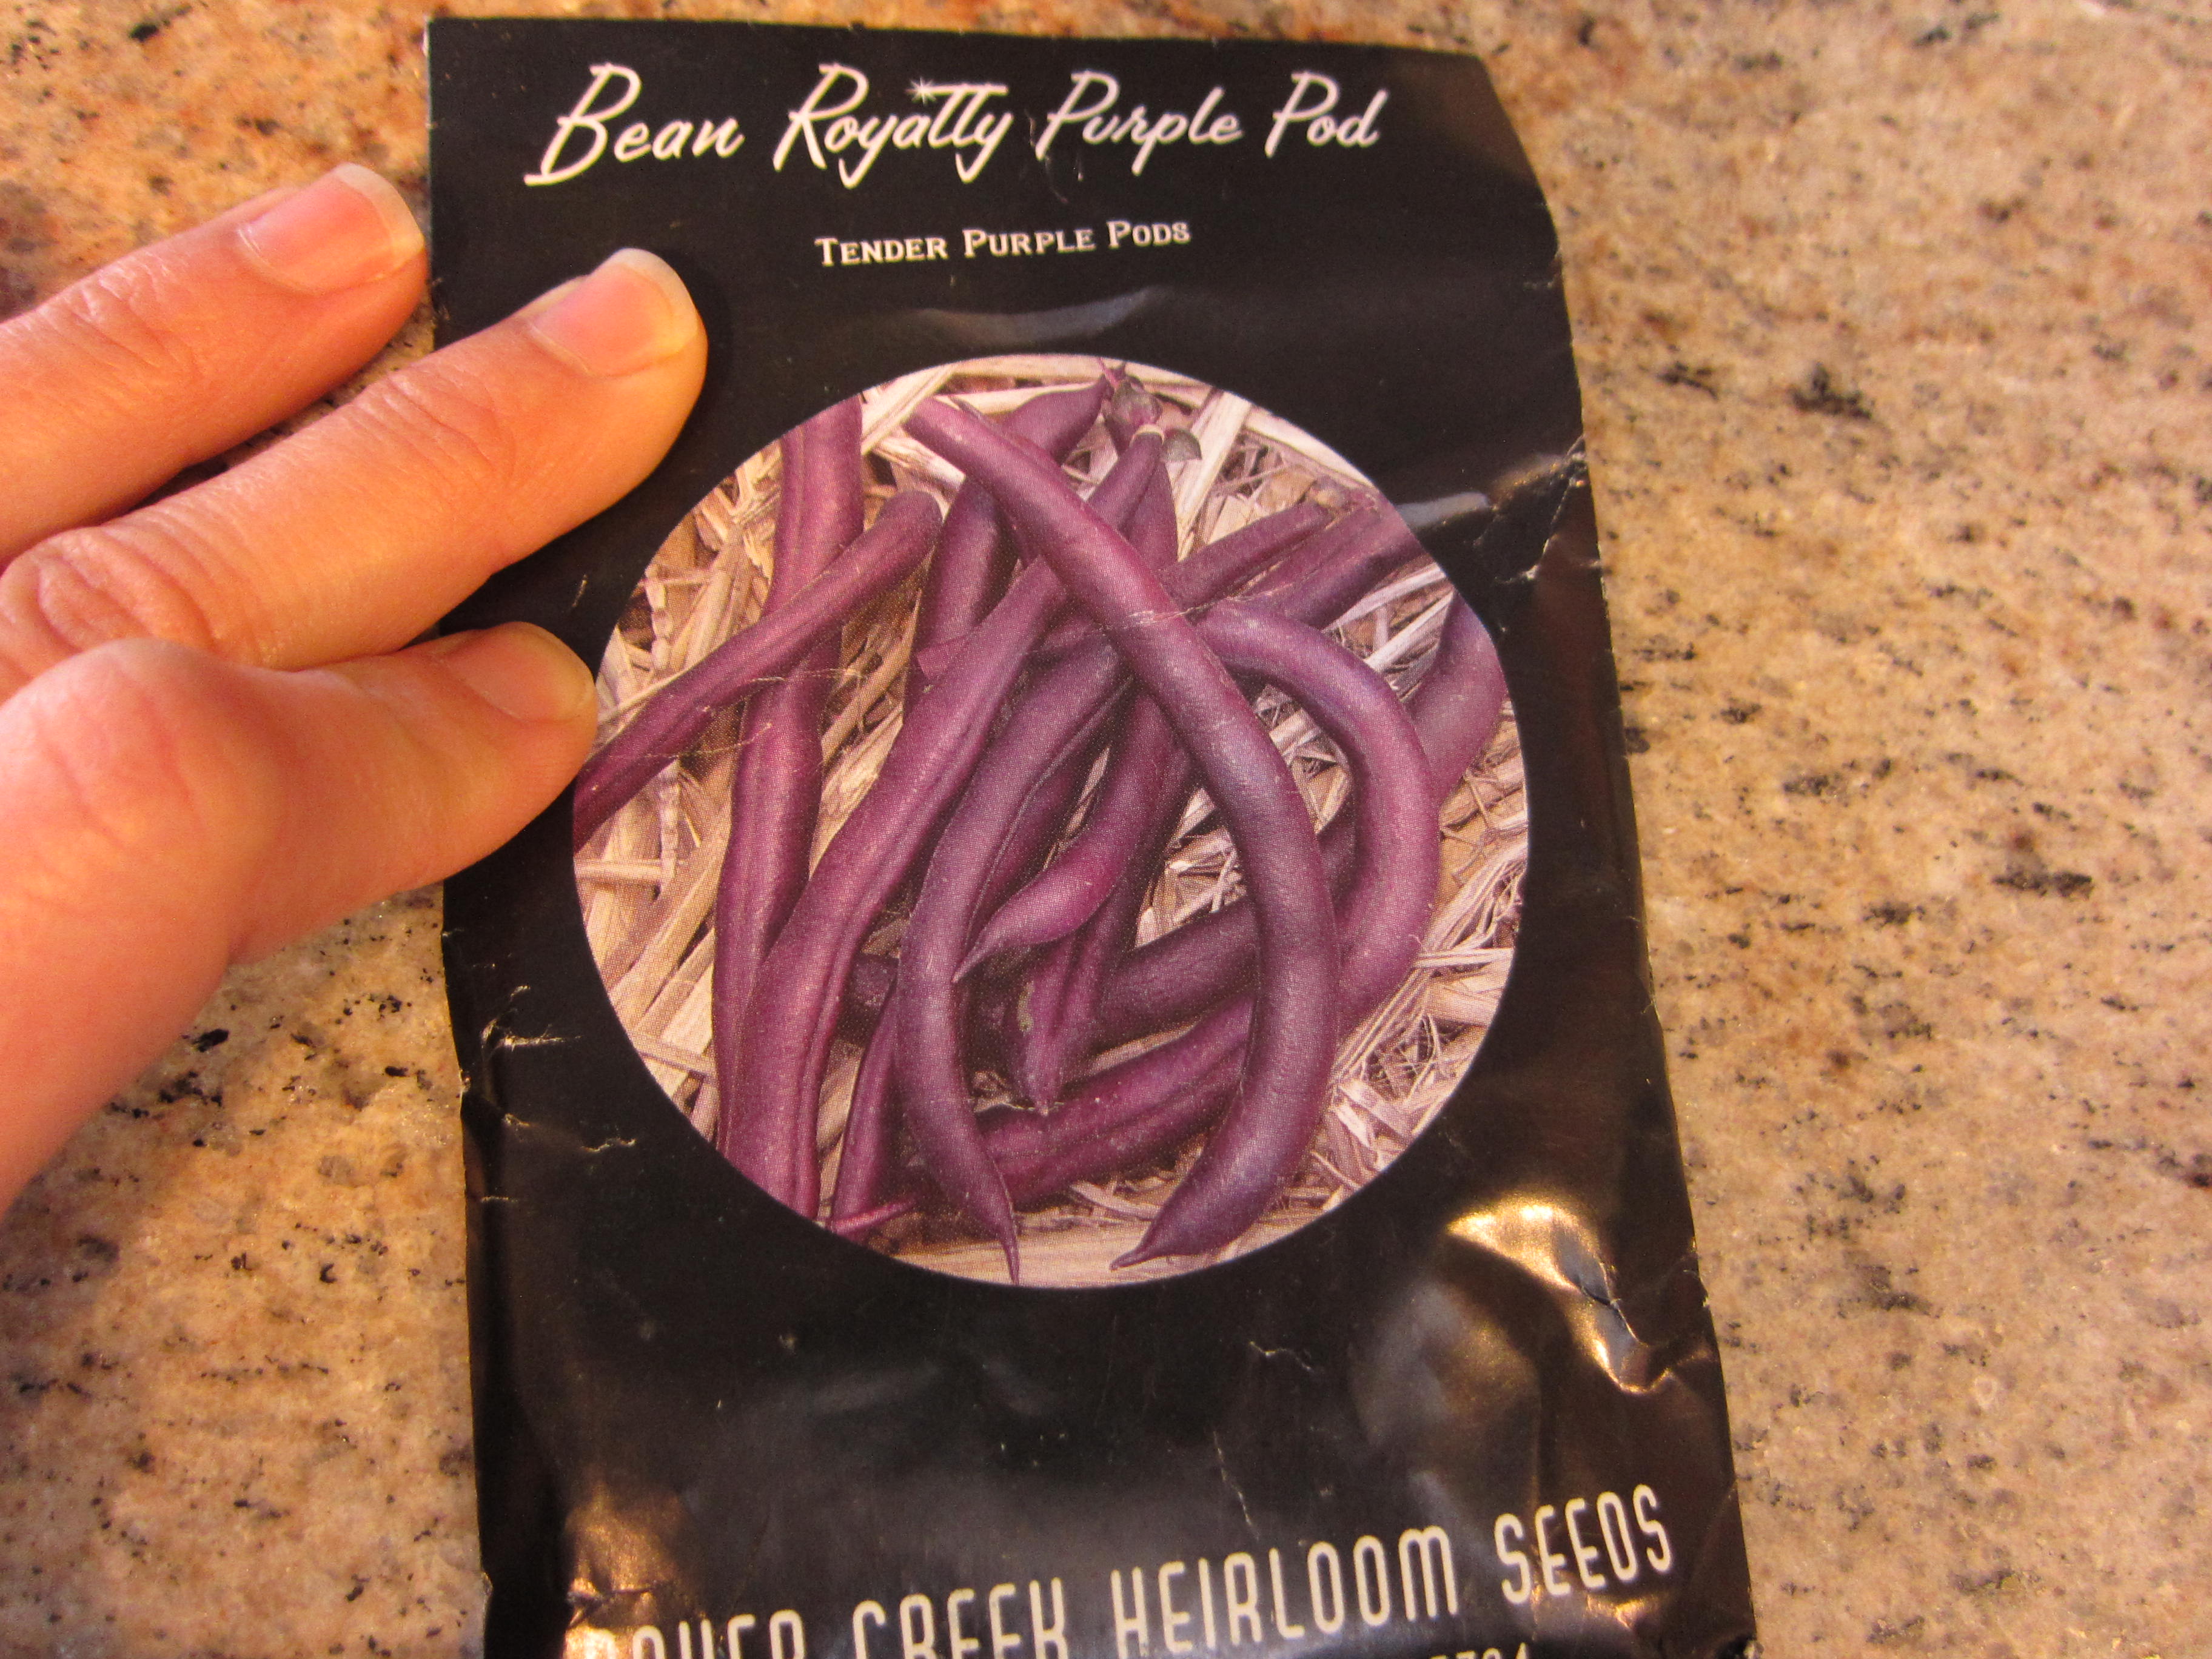 Bean Royalty Purple Pod
Tender Purple Pods
CREEK HEIRLOOM SEEDS